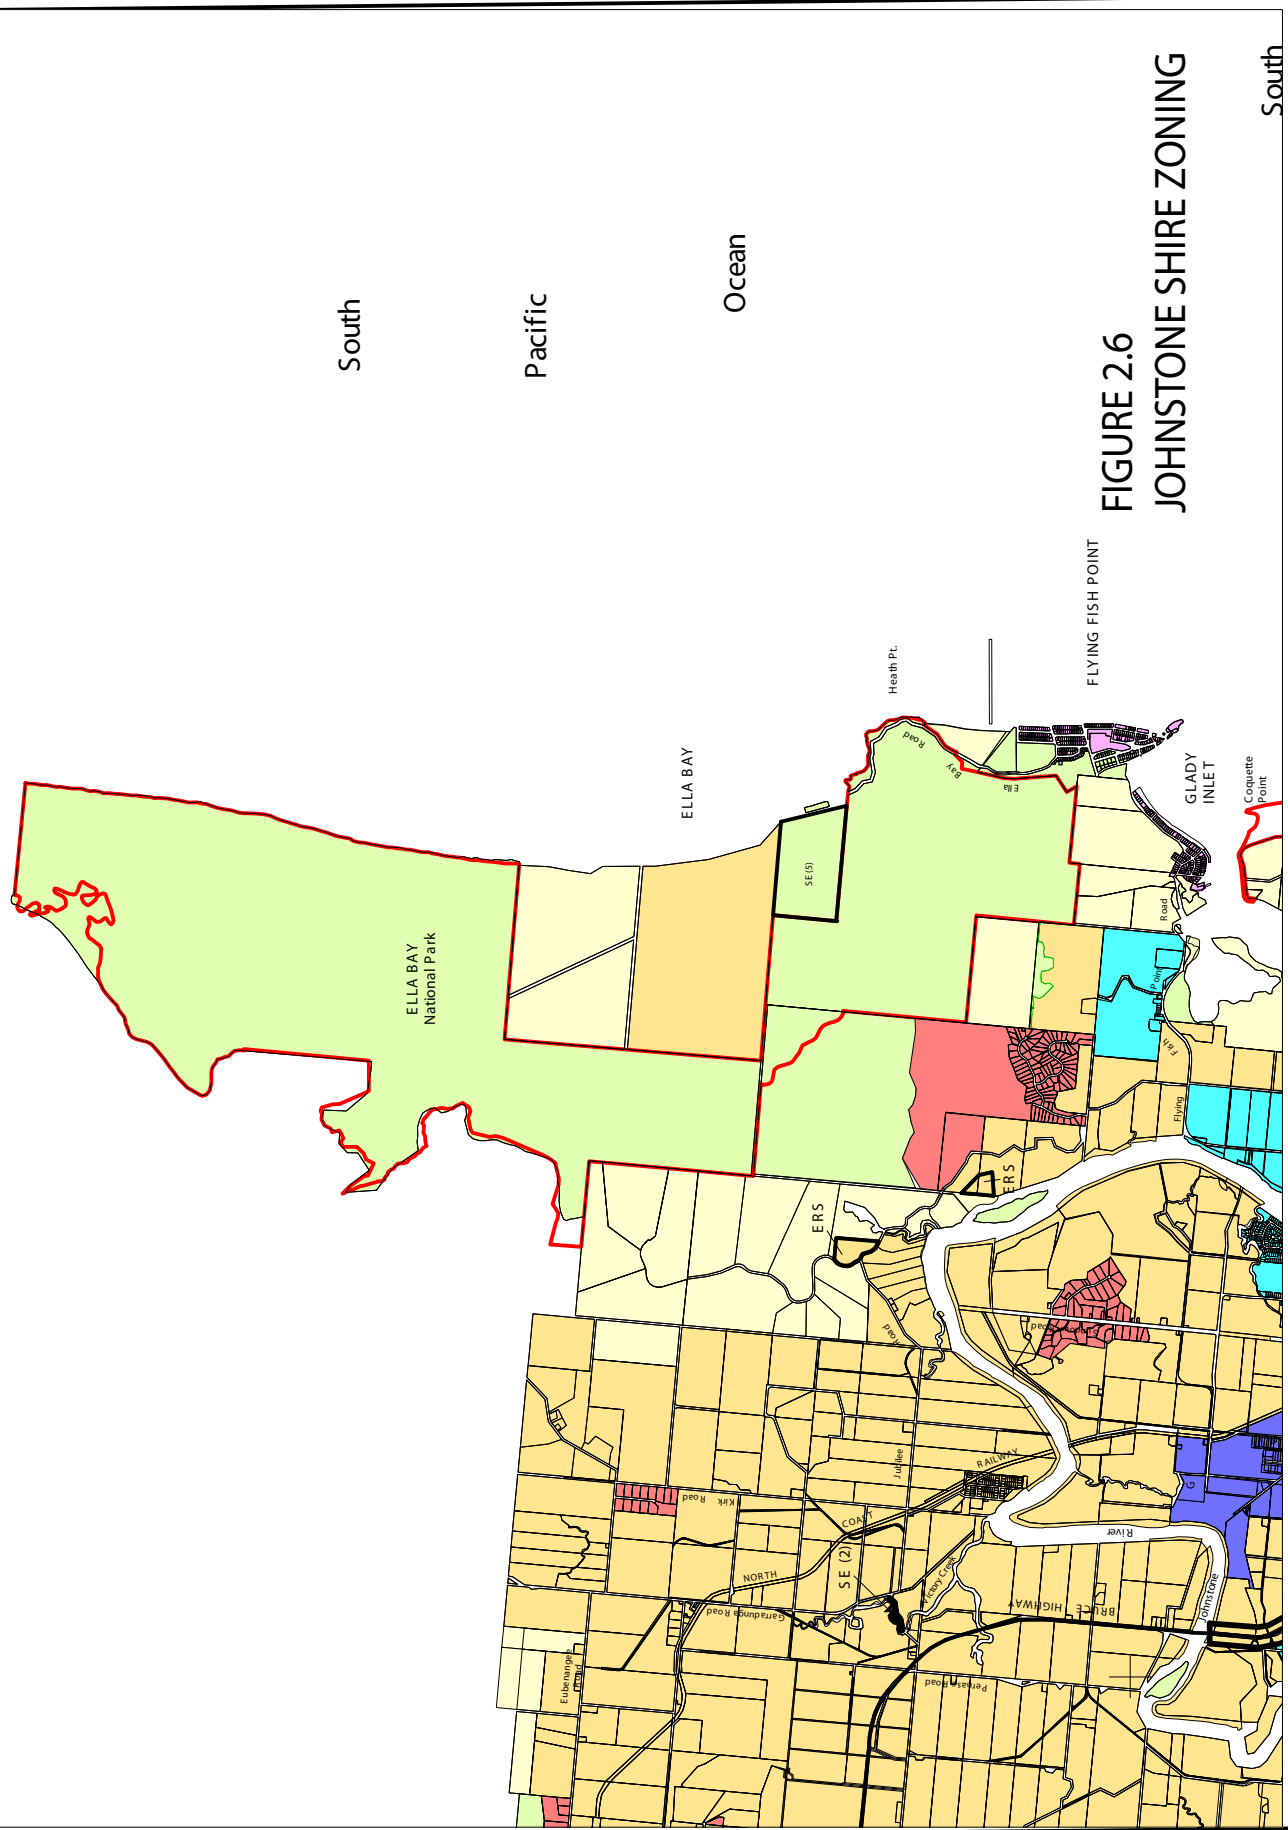 South
Pacific
Ocean
South
FIGURE 2.6
JOHNSTONE SHIRE ZONING
FLYING FISH POINT
Heath Pt.
ELLA BAY
GLADY
INLET
Coquette
Point
Road
Bay
Ella
SE (5)
ELLA BAY
National Park
Road
Point
Fish
Flying
ERS
ERS
Road
Road
Jubilee
RAILWAY
COAST
NORTH
Kirk Road
G
River
SE (2)
Victory Creek
BRUCE HIGHWAY
Johnstone
Garradunga Road
Eubenangee
Road
Road